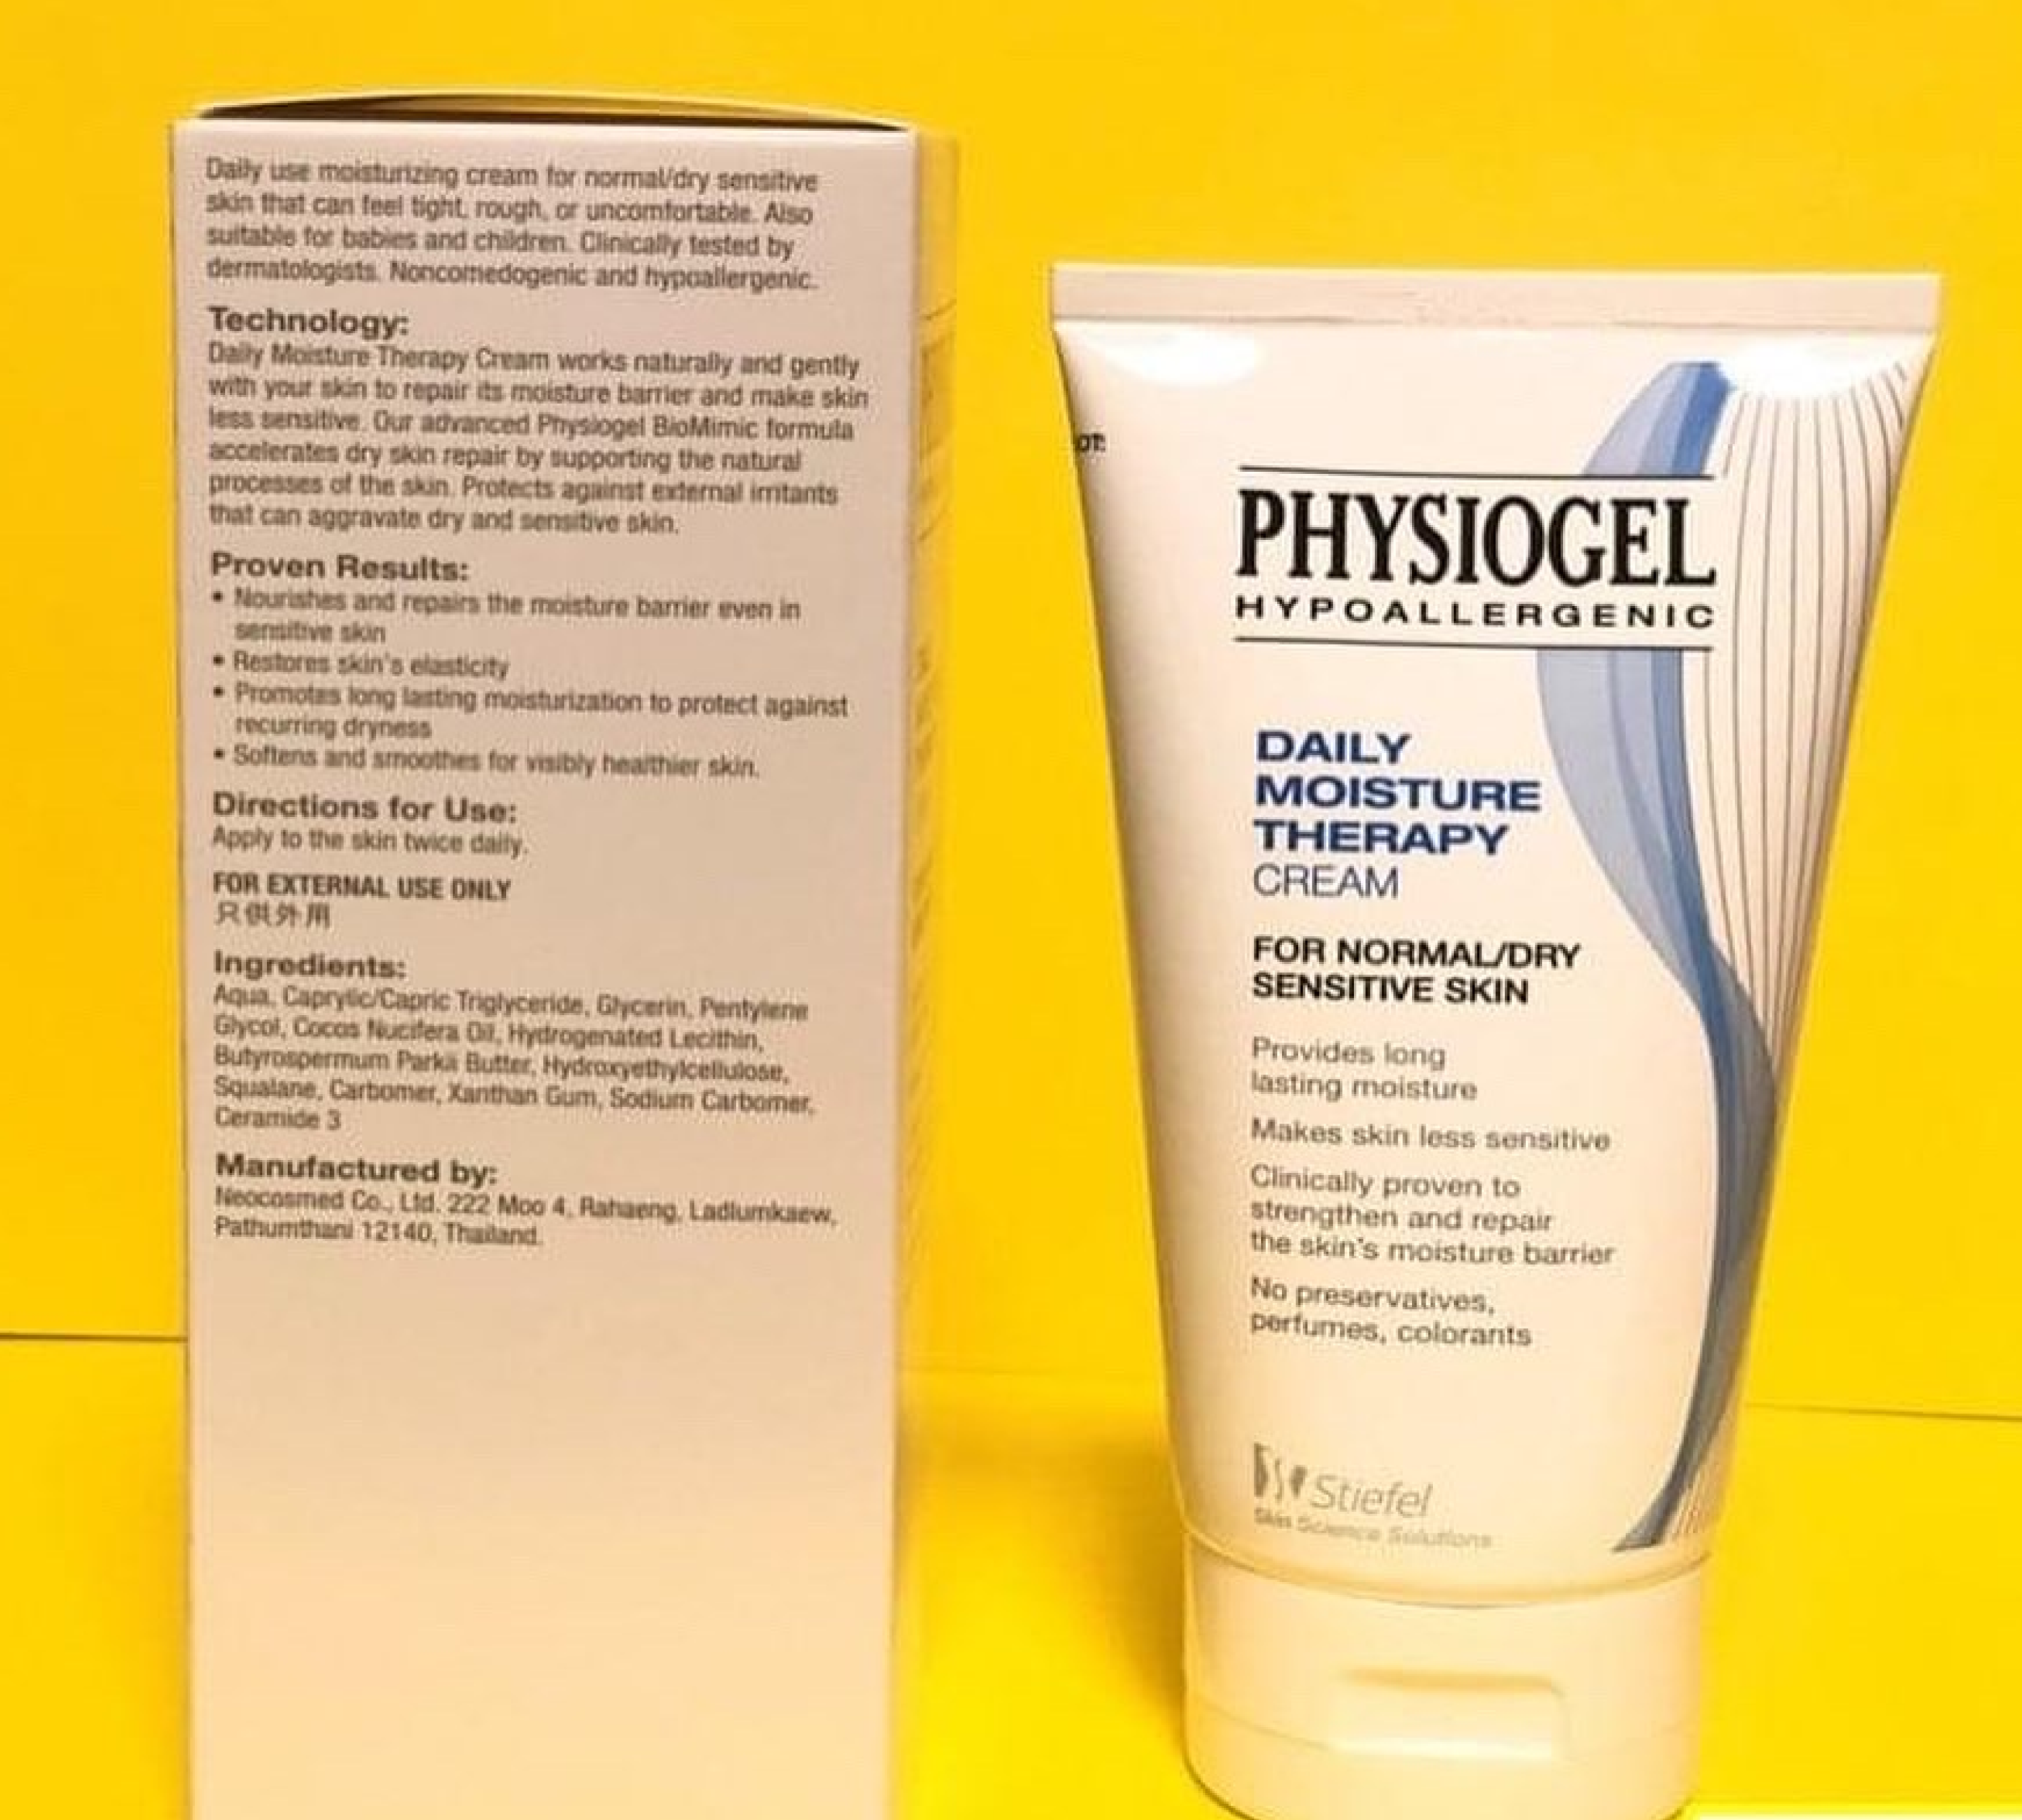 Daily use moisturizing cream for normal/dry sensitive
skin that can feel tight, rough, or uncomfortable. Also
suitable for babies and children. Clinically tested by
dermatologists. Noncomedogenic and hypoallergenic.
Technology:
Daily Moisture Therapy Cream works naturally and gently
with your skin to repair its moisture barrier and make skin
less sensitive. Our advanced Physiogel BioMimic formula
accelerates dry skin repair by supporting the natural
processes of the skin. Protects against external irritants
that can aggravate dry and sensitive skin.
Proven Results:
• Nourishes and repairs the moisture barrier even in
sensitive skin
• Restores skin's elasticity
• Promotes long lasting moisturization to protect against
recurring dryness
• Softens and smoothes for visibly healthier skin.
Directions for Use:
Apply to the skin twice daily.
FOR EXTERNAL USE ONLY
只供外用
Ingredients:
Aqua, Caprylic/Capric Triglyceride, Glycerin, Pentylene
Glycol, Cocos Nucifera Oil, Hydrogenated Lecithin,
Butyrospermum Parkii Butter, Hydroxyethylcellulose,
Squalane, Carbomer, Xanthan Gum, Sodium Carbomer,
Ceramide 3
Manufactured by:
Neocosmed Co., Ltd. 222 Moo 4, Rahaeng, Ladlumkaew,
Pathumthani 12140, Thailand.
PHYSIOGEL
HYPOALLERGENIC
DAILY
MOISTURE
THERAPY
CREAM
FOR NORMAL/DRY
SENSITIVE SKIN
Provides long
lasting moisture
Makes skin less sensitive
Clinically proven to
strengthen and repair
the skin's moisture barrier
No preservatives,
perfumes, colorants
Stiefel
Skin Science Solutions